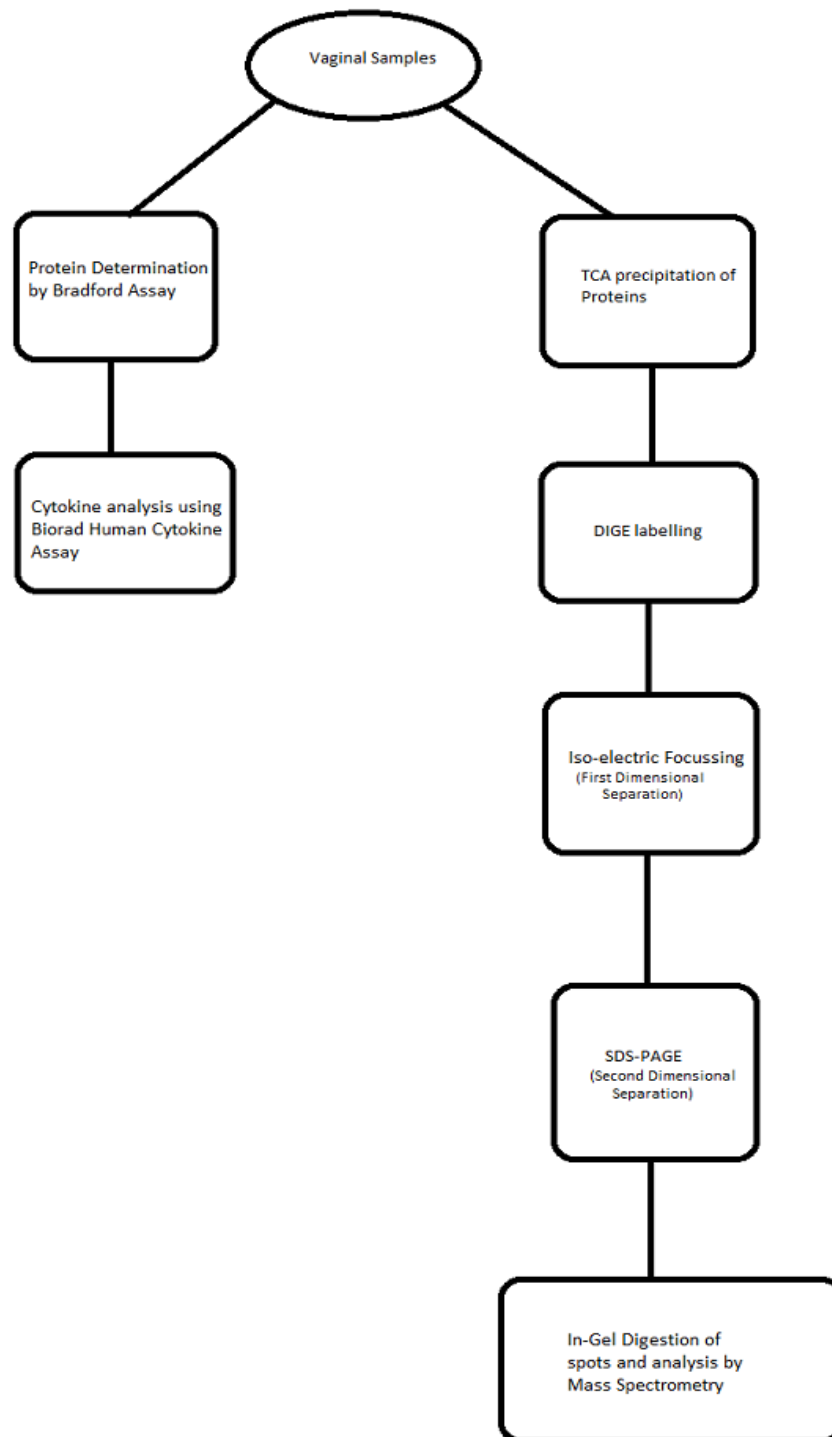 Vaginal Samples
Protein Determination
by Bradford Assay
TCA precipitation of
Proteins
Cytokine analysis using
Biorad Human Cytokine
Assay
DIGE labelling
Iso-electric Focussing
(First Dimensional
Separation)
SDS-PAGE
(Second Dimensional
Separation)
In-Gel Digestion of
spots and analysis by
Mass Spectrometry